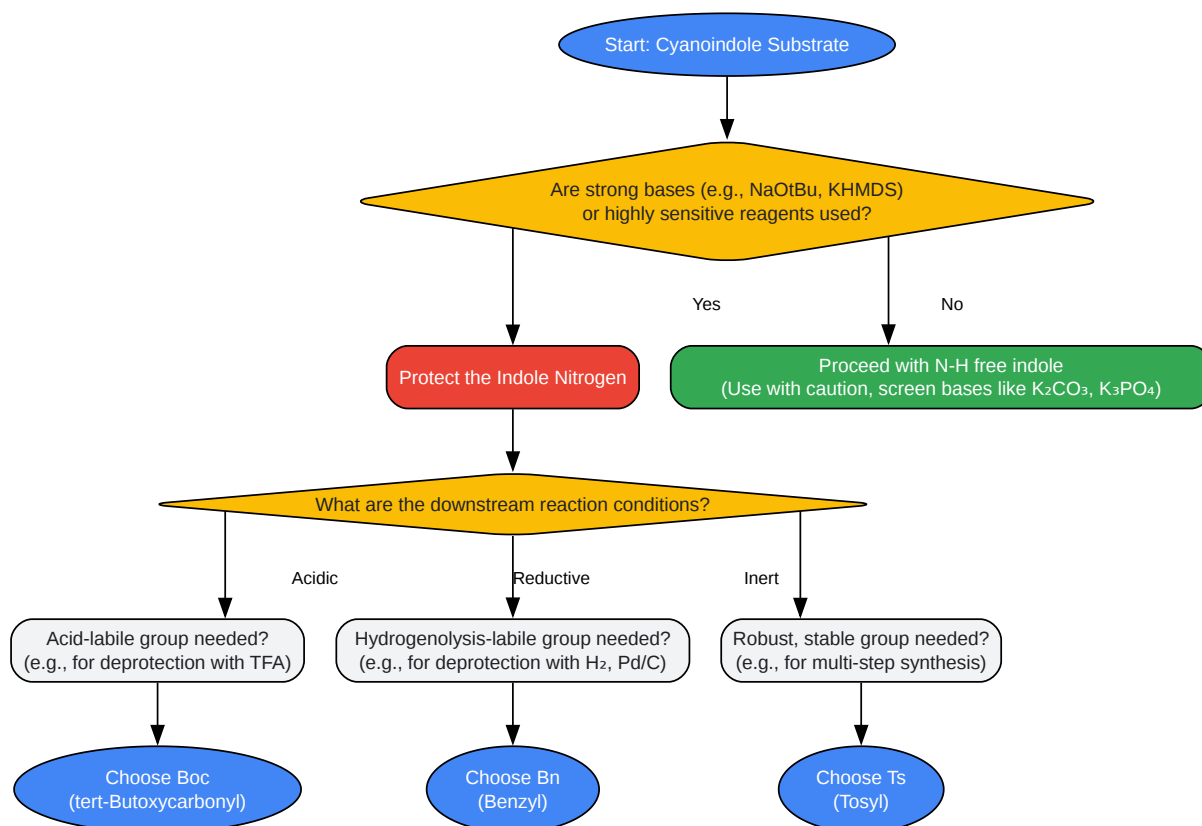 Start: Cyanoindole Substrate
Are strong bases (e.g., NaOtBu, KHMDS)
or highly sensitive reagents used?
Yes
No
Protect the Indole Nitrogen
Proceed with N-H free indole
(Use with caution, screen bases like K₂CO₃, K₃PO₄)
What are the downstream reaction conditions?
Acidic
Reductive
Inert
Acid-labile group needed?
(e.g., for deprotection with TFA)
Hydrogenolysis-labile group needed?
(e.g., for deprotection with H₂, Pd/C)
Robust, stable group needed?
(e.g., for multi-step synthesis)
Choose Boc
(tert-Butoxycarbonyl)
Choose Bn
(Benzyl)
Choose Ts
(Tosyl)